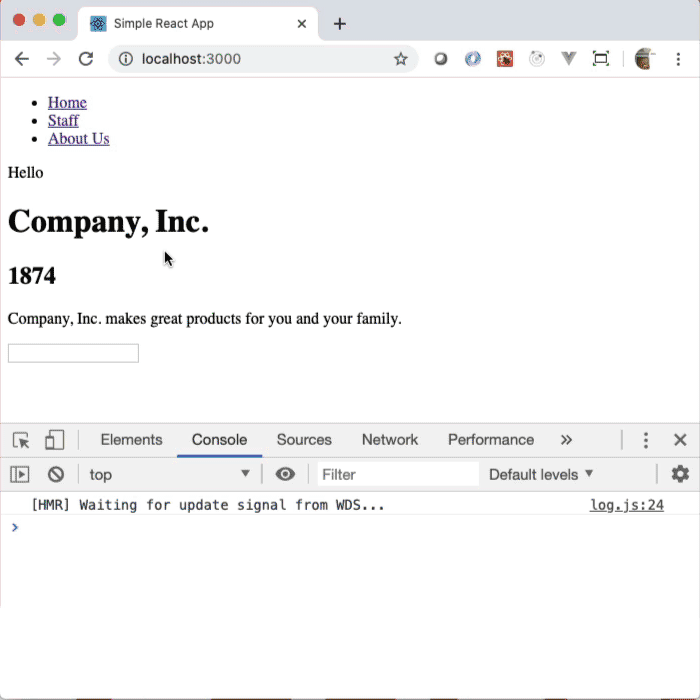 Simple React App
localhost:3000
Home
Staff
About Us
Hello
Company, Inc.
1874
Company, Inc. makes great products for you and your family.
Elements Console Sources Network Performance
top Filter Default levels
[HMR] Waiting for update signal from WDS... log.js:24